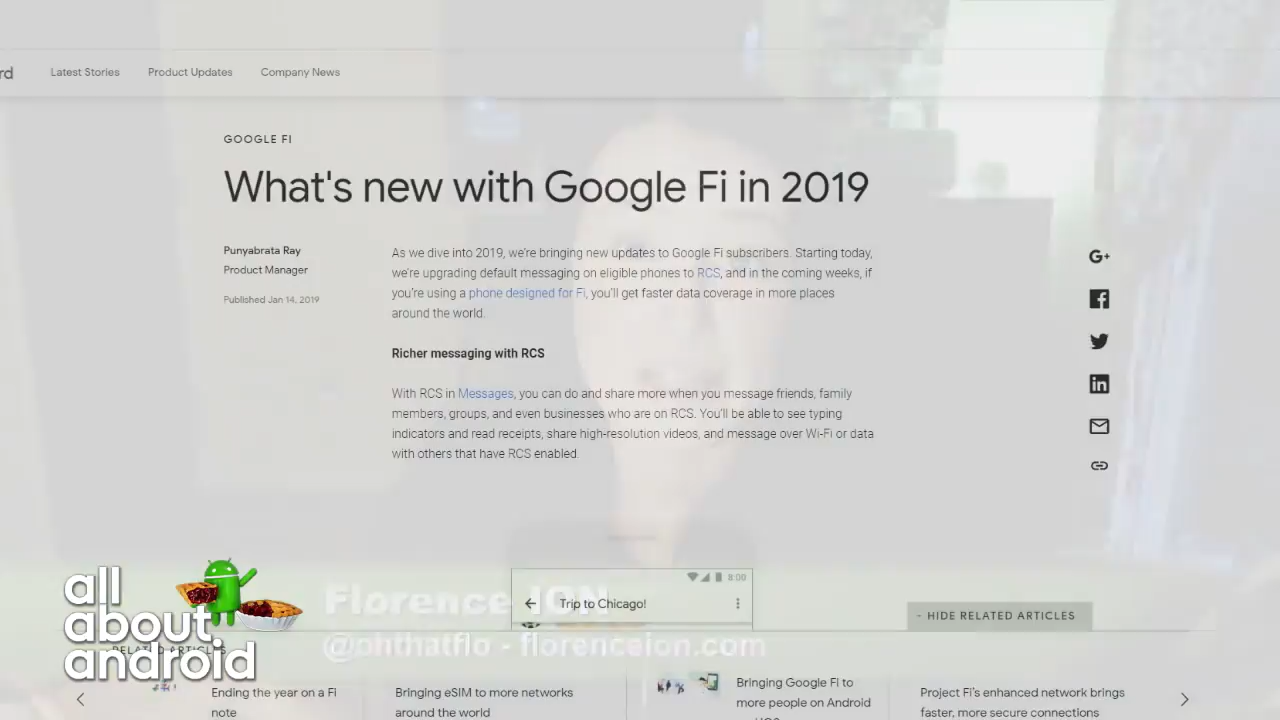 rd Latest Stories Product Updates Company News
GOOGLE FI
What's new with Google Fi in 2019
Punyabrata Ray
Product Manager
Published Jan 14, 2019
As we dive into 2019, we're bringing new updates to Google Fi subscribers. Starting today,
we're upgrading default messaging on eligible phones to RCS, and in the coming weeks, if
you're using a phone designed for Fi, you'll get faster data coverage in more places
around the world.
Richer messaging with RCS
With RCS in Messages, you can do and share more when you message friends, family
members, groups, and even businesses who are on RCS. You'll be able to see typing
indicators and read receipts, share high-resolution videos, and message over Wi-Fi or data
with others that have RCS enabled.
8:00
Trip to Chicago!
- HIDE RELATED ARTICLES
all
about
android
Florence ION
@ohthatflo - florenceion.com
RELATED ARTICLES
Ending the year on a Fi
note
Bringing eSIM to more networks
around the world
Bringing Google Fi to
more people on Android
Project Fi's enhanced network brings
faster, more secure connections